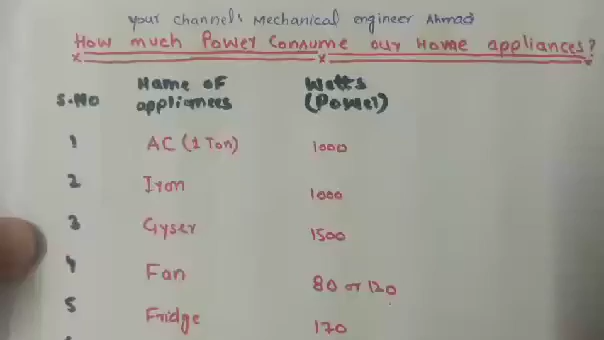 your channel: Mechanical engineer Ahmad
How much Power Consume our Home appliances?
S.No Name of appliances Watts (Power)
1 AC (1 Ton) 1000
2 Iron 1000
3 Gyser 1500
4 Fan 80 or 120
5 Fridge 170